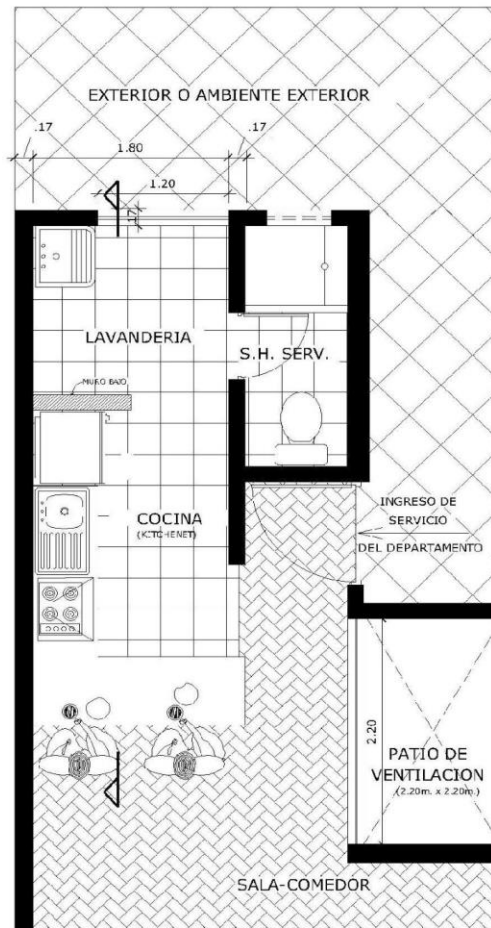 EXTERIOR O AMBIENTE EXTERIOR
.17
.17
1.80
1.20
.17
LAVANDERIA
S.H. SERV.
MURO BAJO
INGRESO DE
SERVICIO
DEL DEPARTAMENTO
COCINA
(KITCHENET)
2.20
PATIO DE
VENTILACION
(2.20m. x 2.20m.)
SALA-COMEDOR